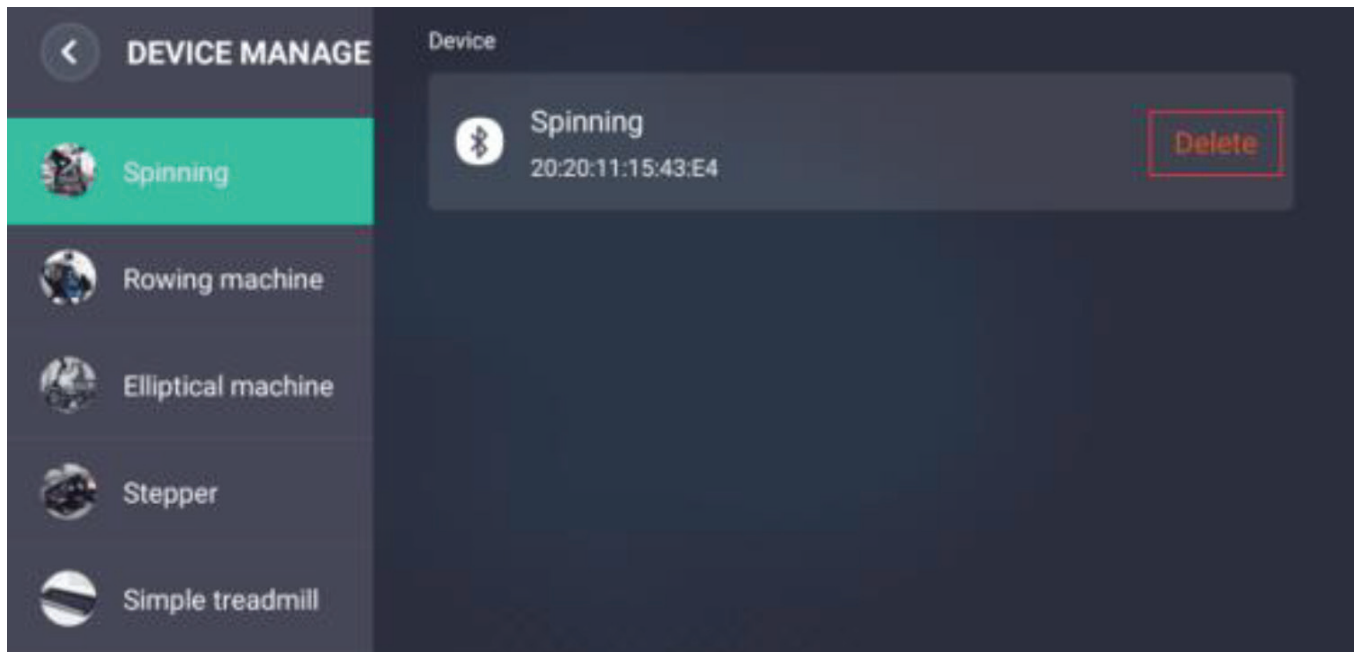 DEVICE MANAGE
Spinning
Rowing machine
Elliptical machine
Stepper
Simple treadmill
Device
Spinning
20:20:11:15:43:E4
Delete